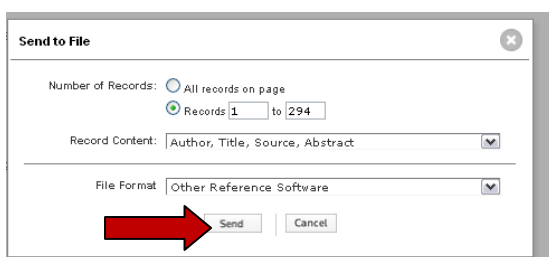 Send to File
Number of Records: All records on page
Records 1 to 294
Record Content: Author, Title, Source, Abstract
File Format Other Reference Software
Send Cancel